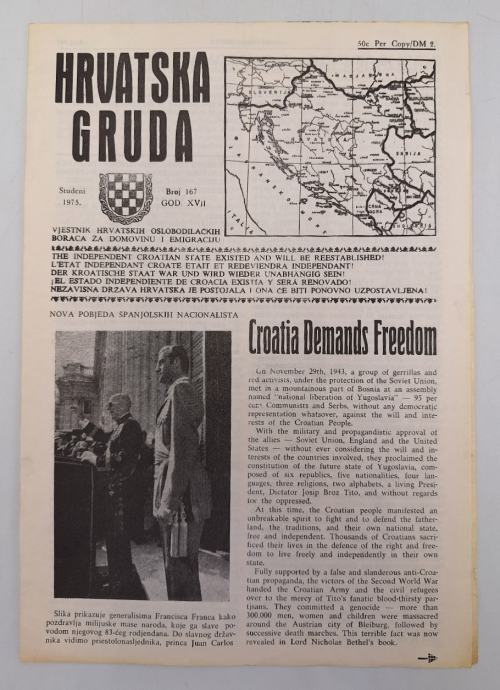 50c Per Copy/DM 2.
HRVATSKA
GRUDA
Studeni
1975.
Broj 167
GOD. XVII
VJESTNIK HRVATSKIH OSLOBODILAČKIH
BORACA ZA DOMOVINU I EMIGRACIJU
SLOVENIJA
SRBIJA
CRNA
GORA
ITALIA
THE INDEPENDENT CROATIAN STATE EXISTED AND WILL BE REESTABLISHED!
L'ETAT INDEPENDANT CROATE ETAIT ET REDEVIENDRA INDEPENDANT!
DER KROATISCHE STAAT WAR UND WIRD WIEDER UNABHANGIG SEIN!
¡EL ESTADO INDEPENDIENTE DE CROACIA EXISTIA Y SERÁ RENOVADO!
NEZAVISNA DRZAVA HRVATSKA JE POSTOJALA I ONA ĆE BITI PONOVNO UZPOSTAVLJENA!
NOVA POBJEDA SPANJOLSKIH NACIONALISTA
Slika prikazuje generalisima Francisca Franca kako
pozdravlja milijuske mase naroda, koje ga slave po-
vodom njegovog 83-ćeg rodjendana. Do slavnog držav-
nika vidimo priestolonasljednika, princa Juan Carlos
Croatia Demands Freedom
On November 29th, 1943, a group of gerrillas and
red activists, under the protection of the Soviet Union,
met in a mountainous part of Bosnia at an assembly
named "national liberation of Yugoslavia" — 95 per
cent Communists and Serbs, without any democratic
representation whatsover, against the will and inte-
rests of the Croatian People.
With the military and propagandistic approval of
the allies — Soviet Union, England and the United
States — without ever considering the will and in-
terests of the countries involved, they proclaimed the
constitution of the future state of Yugoslavia, com-
posed of six republics, five nationalities, four lan-
guages, three religions, two alphabets, a living Presi-
dent, Dictator Josip Broz Tito, and without regards
for the oppressed.
At this time, the Croatian people manifested an
unbreakable spirit to fight and to defend the father-
land, the traditions, and their own national state,
free and independent. Thousands of Croatians sacri-
ficed their lives in the defence of the right and free-
dom to live freely and independently in their own
state.
Fully supported by a false and slanderous anti-Croa-
tian propaganda, the victors of the Second World War
handed the Croatian Army and the civil refugees
over to the mercy of Tito's fanatic blood-thirsty par-
tisans. They committed a genocide — more than
300.000 men, women and children were massacred
around the Austrian city of Bleiburg, followed by
successive death marches. This terrible fact was now
revealed in Lord Nicholas Bethel's book.